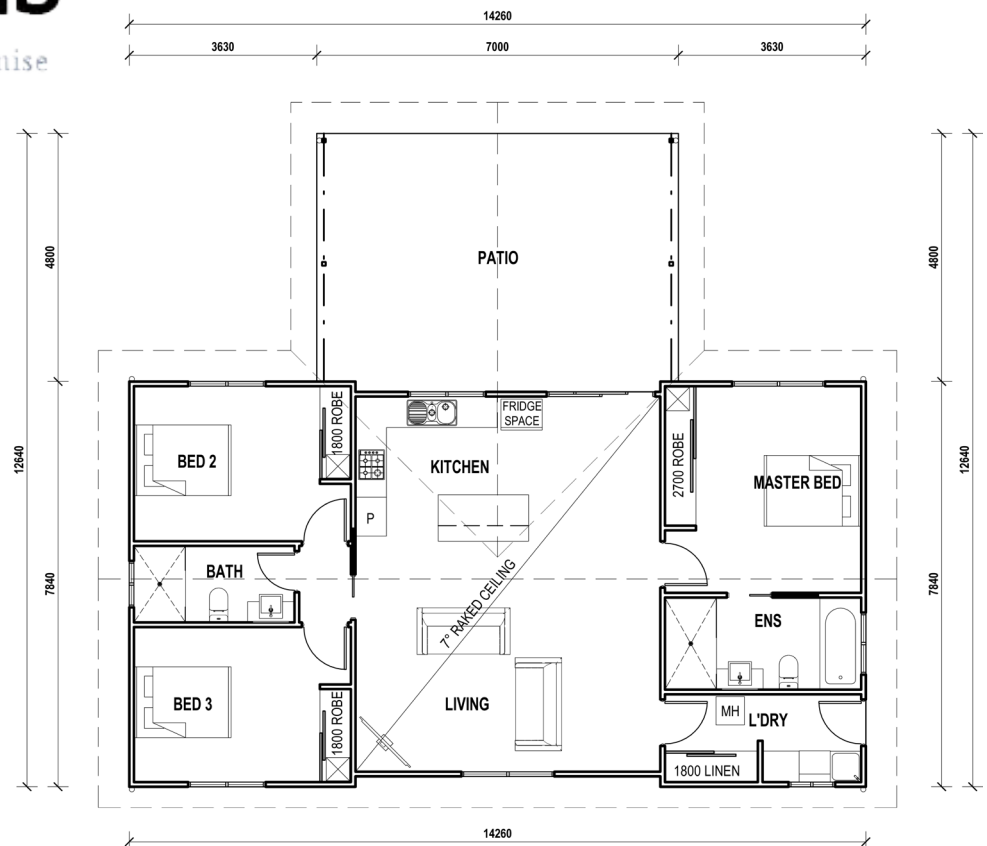 14260
3630
7000
3630
4800
4800
PATIO
12640
12640
1800 ROBE
FRIDGE
SPACE
KITCHEN
BED 2
2700 ROBE
MASTER BED
P
BATH
7840
7840
7° RAKED CEILING
ENS
BED 3
LIVING
1800 ROBE
MH
L'DRY
1800 LINEN
14260